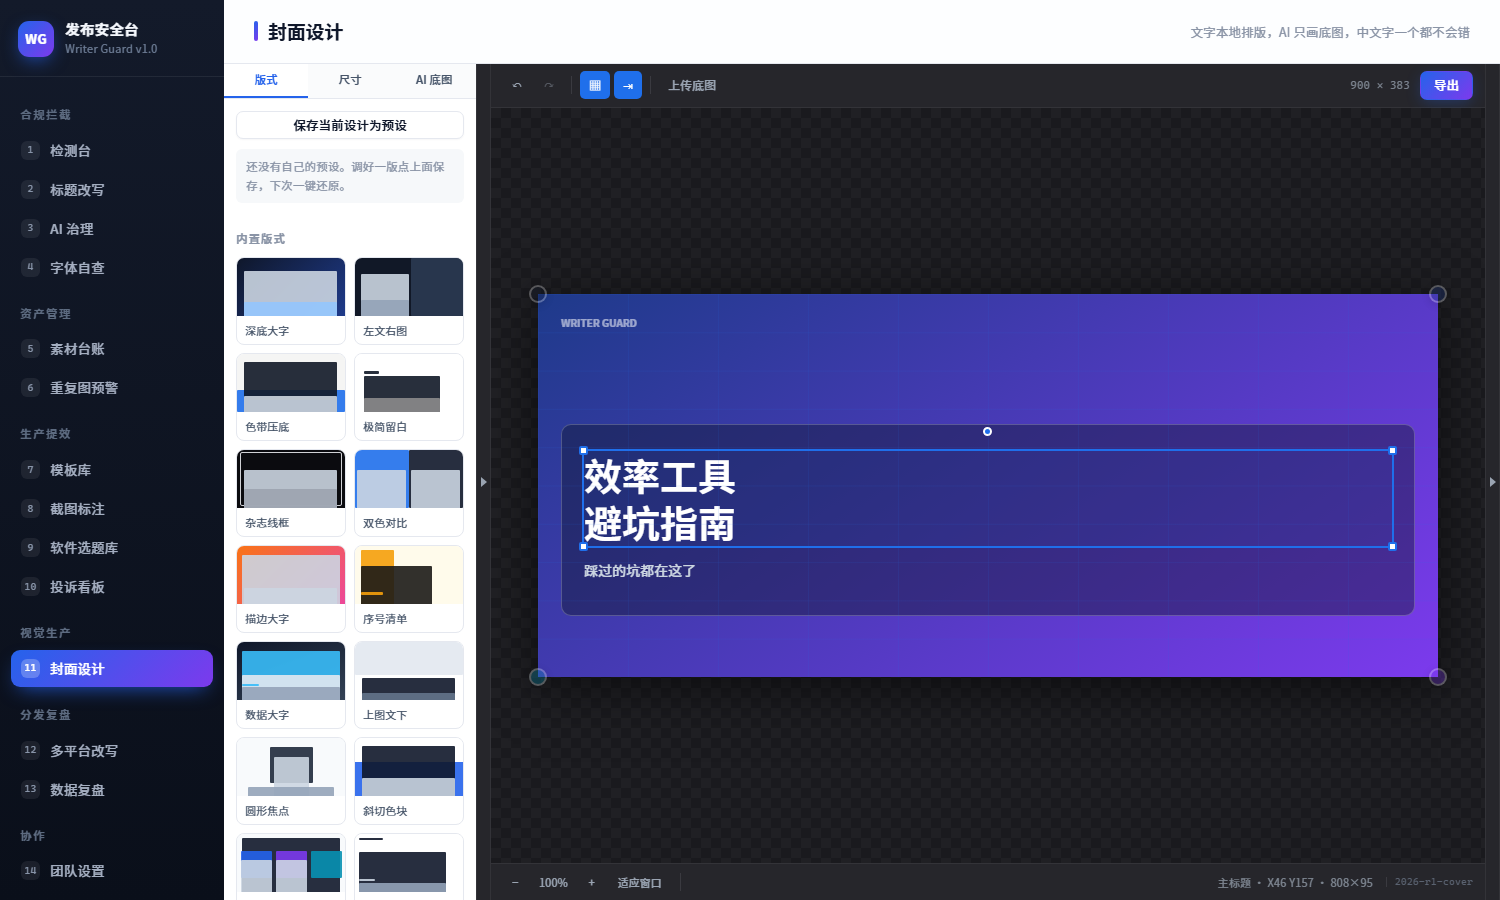 WG
发布安全台
Writer Guard v1.0
合规拦截
1 检测台
2 标题改写
3 AI 治理
4 字体自查
资产管理
5 素材台账
6 重复图预警
生产提效
7 模板库
8 截图标注
9 软件选题库
10 投诉看板
视觉生产
11 封面设计
分发复盘
12 多平台改写
13 数据复盘
协作
14 团队设置
封面设计
文字本地排版，AI 只画底图，中文字一个都不会错
版式 尺寸 AI 底图
保存当前设计为预设
还没有自己的预设。调好一版点上面保
存，下次一键还原。
内置版式
深底大字 左文右图
色带压底 极简留白
杂志线框 双色对比
描边大字 序号清单
数据大字 上图文下
圆形焦点 斜切色块
上传底图
900 × 383
导出
WRITER GUARD
效率工具
避坑指南
踩过的坑都在这了
− 100% + 适应窗口
主标题 · X46 Y157 · 808×95
2026-r1-cover